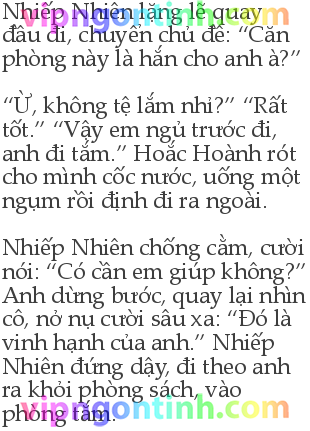 Nhiếp Nhiên lặng lẽ quay
đầu đi, chuyển chủ đề: “Căn
phòng này là hắn cho anh à?”
“Ừ, không tệ lắm nhỉ?” “Rất
tốt.” “Vậy em ngủ trước đi,
anh đi tắm.” Hoắc Hoành rót
cho mình cốc nước, uống một
ngụm rồi định đi ra ngoài.
Nhiếp Nhiên chống cằm, cười
nói: “Có cần em giúp không?”
Anh dừng bước, quay lại nhìn
cô, nở nụ cười sâu xa: “Đó là
vinh hạnh của anh.” Nhiếp
Nhiên đứng dậy, đi theo anh
ra khỏi phòng sách, vào
phòng tắm.
vipngontinh.com
vipngontinh.com
vipngontinh.com